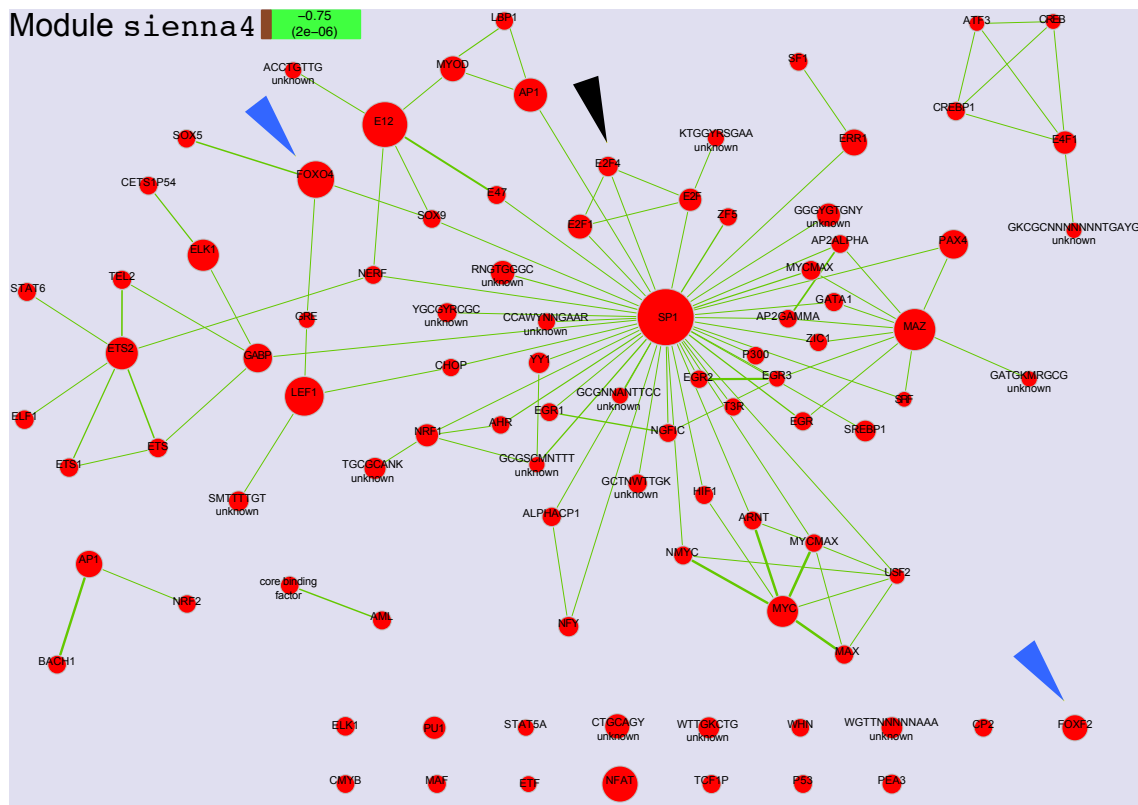 Module sienna4
−0.75
(2e−06)
LBP1
ATF3
CREB
ACCTGTTG
unknown
MYOD
SF1
AP1
CREBP1
E12
SOX5
KTGGYRSGAA
unknown
ERR1
E4F1
E2F4
FOXO4
CETS1P54
E47
E2F
GGGYGTGNY
unknown
SOX9
E2F1
ZF5
GKCGCNNNNNNNTGAYG
unknown
AP2ALPHA
PAX4
ELK1
TEL2
NERF
RNGTGGGC
unknown
MYCMAX
STAT6
GATA1
YGCGYRCGC
unknown
CCAWYNNGAAR
unknown
SP1
AP2GAMMA
GRE
MAZ
ZIC1
ETS2
GABP
CHOP
YY1
P300
EGR2
EGR3
GATGKMRGCG
unknown
LEF1
GCGNNANTTCC
unknown
SHF
ELF1
EGR1
T3R
EGR
SREBP1
AHR
NRF1
NGFIC
ETS
ETS1
TGCGCANK
unknown
GCGSCMNTTT
unknown
GCTNWTTGK
unknown
HIF1
SMTTTTGT
unknown
ALPHACP1
ARNT
MYCMAX
NMYC
AP1
USF2
core binding
factor
NRF2
MYC
AML
NFY
MAX
BACH1
ELK1
PU1
STAT5A
CTGCAGY
unknown
WTTGKCTG
unknown
WHN
WGTTNNNNNAAA
unknown
CP2
FOXF2
CMYB
MAF
ETF
NFAT
TCF1P
P53
PEA3